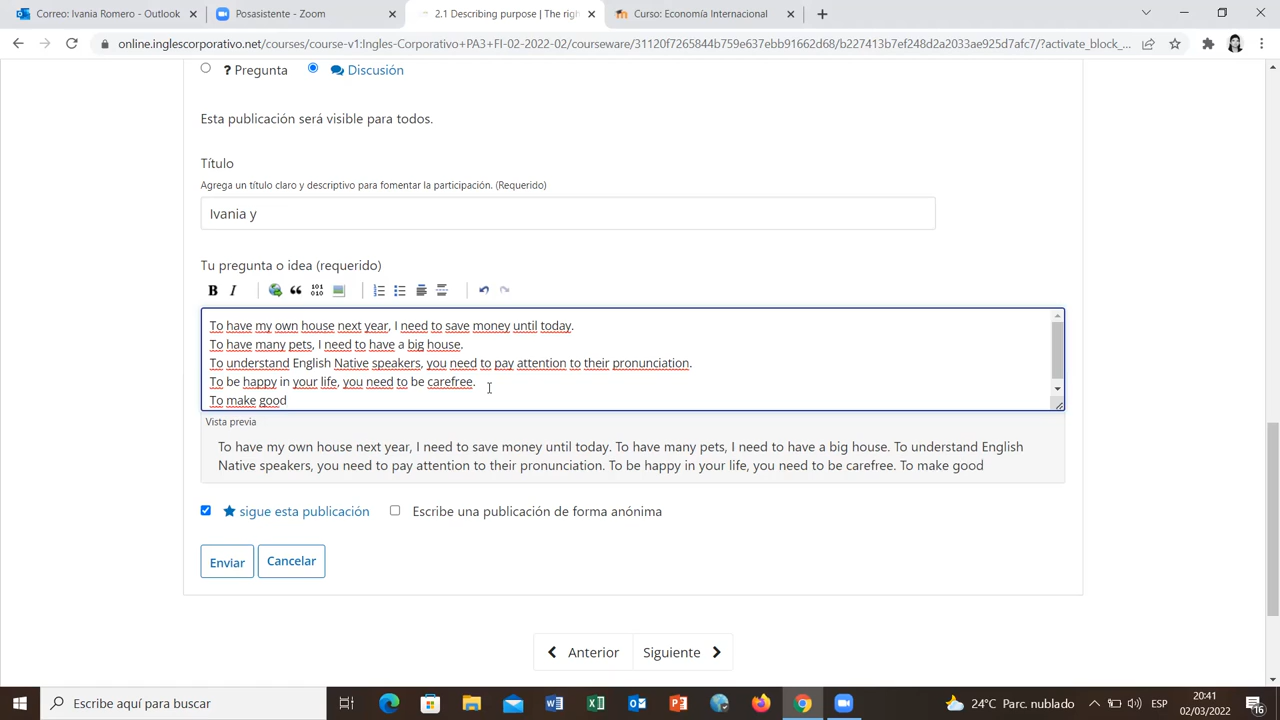 Correo: Ivania Romero - Outlook
Posasistente - Zoom
2.1 Describing purpose | The righ
Curso: Economía Internacional
online.inglescorporativo.net/courses/course-v1:Ingles-Corporativo+PA3+FI-02-2022-02/courseware/31120f7265844b759e637ebb91662d68/b227413b7ef248d2a2033ae925d7afc7/?activate_block_...
? Pregunta
Discusión
Esta publicación será visible para todos.
Título
Agrega un título claro y descriptivo para fomentar la participación. (Requerido)
Ivania y
Tu pregunta o idea (requerido)
B I
101
010
To have my own house next year, I need to save money until today.
To have many pets, I need to have a big house.
To understand English Native speakers, you need to pay attention to their pronunciation.
To be happy in your life, you need to be carefree.
To make good
Vista previa
To have my own house next year, I need to save money until today. To have many pets, I need to have a big house. To understand English
Native speakers, you need to pay attention to their pronunciation. To be happy in your life, you need to be carefree. To make good
sigue esta publicación
Escribe una publicación de forma anónima
Enviar
Cancelar
Anterior
Siguiente
Escribe aquí para buscar
24°C Parc. nublado
ESP
20:41
02/03/2022
16